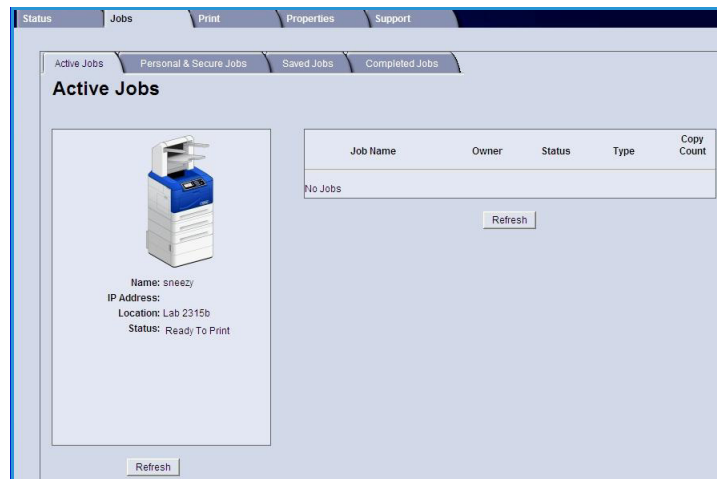 Status Jobs Print Properties Support
Active Jobs Personal & Secure Jobs Saved Jobs Completed Jobs
Active Jobs
Job Name Owner Status Type Copy Count
No Jobs
Refresh
Name: sneezy
IP Address:
Location: Lab 2315b
Status: Ready To Print
Refresh